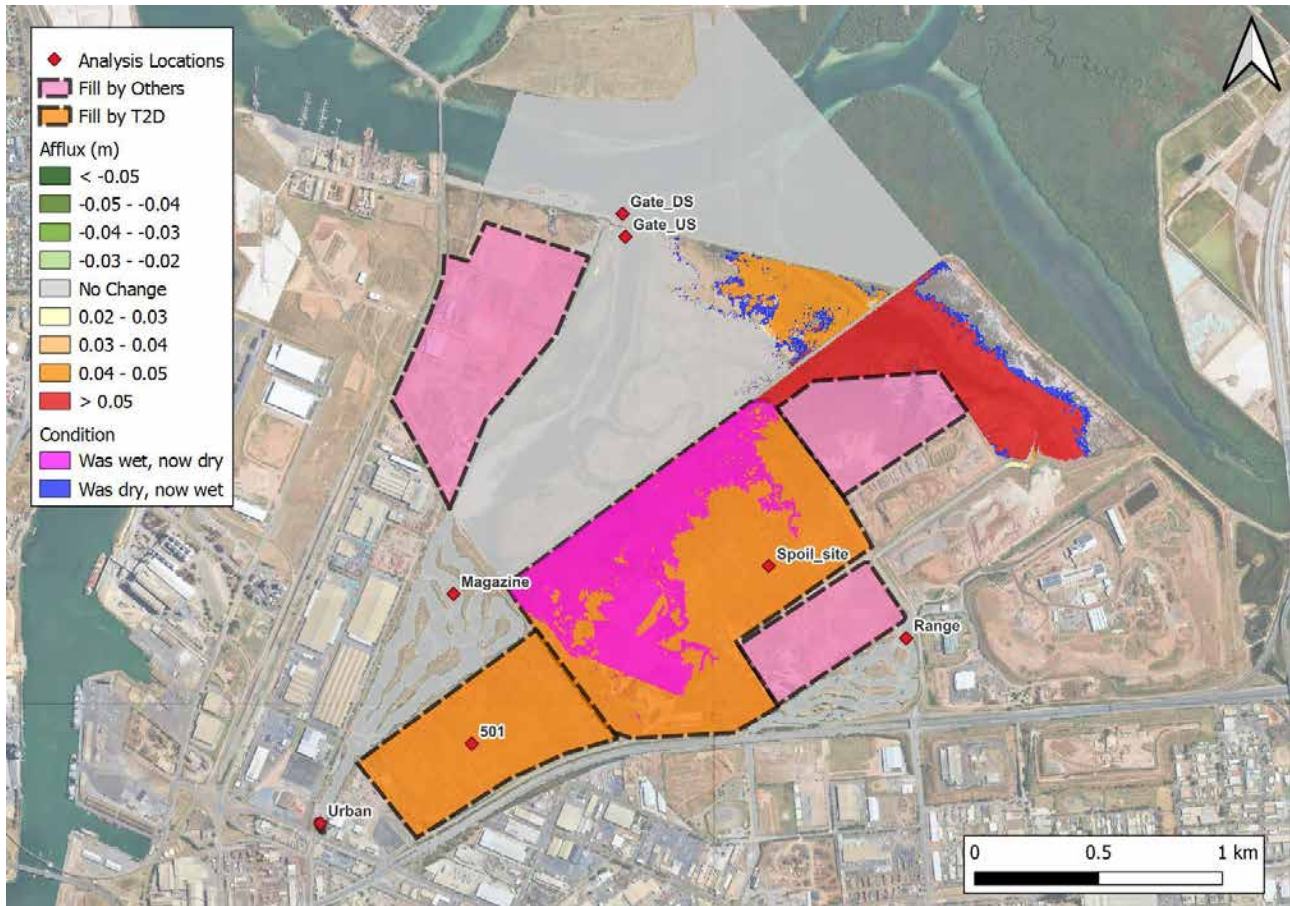 Analysis Locations
Fill by Others
Fill by T2D
Afflux (m)
< -0.05
-0.05 - -0.04
-0.04 - -0.03
-0.03 - -0.02
No Change
0.02 - 0.03
0.03 - 0.04
0.04 - 0.05
> 0.05
Condition
Was wet, now dry
Was dry, now wet
Gate_DS
Gate_US
Spoil_site
Magazine
Range
501
Urban
0 0.5 1 km